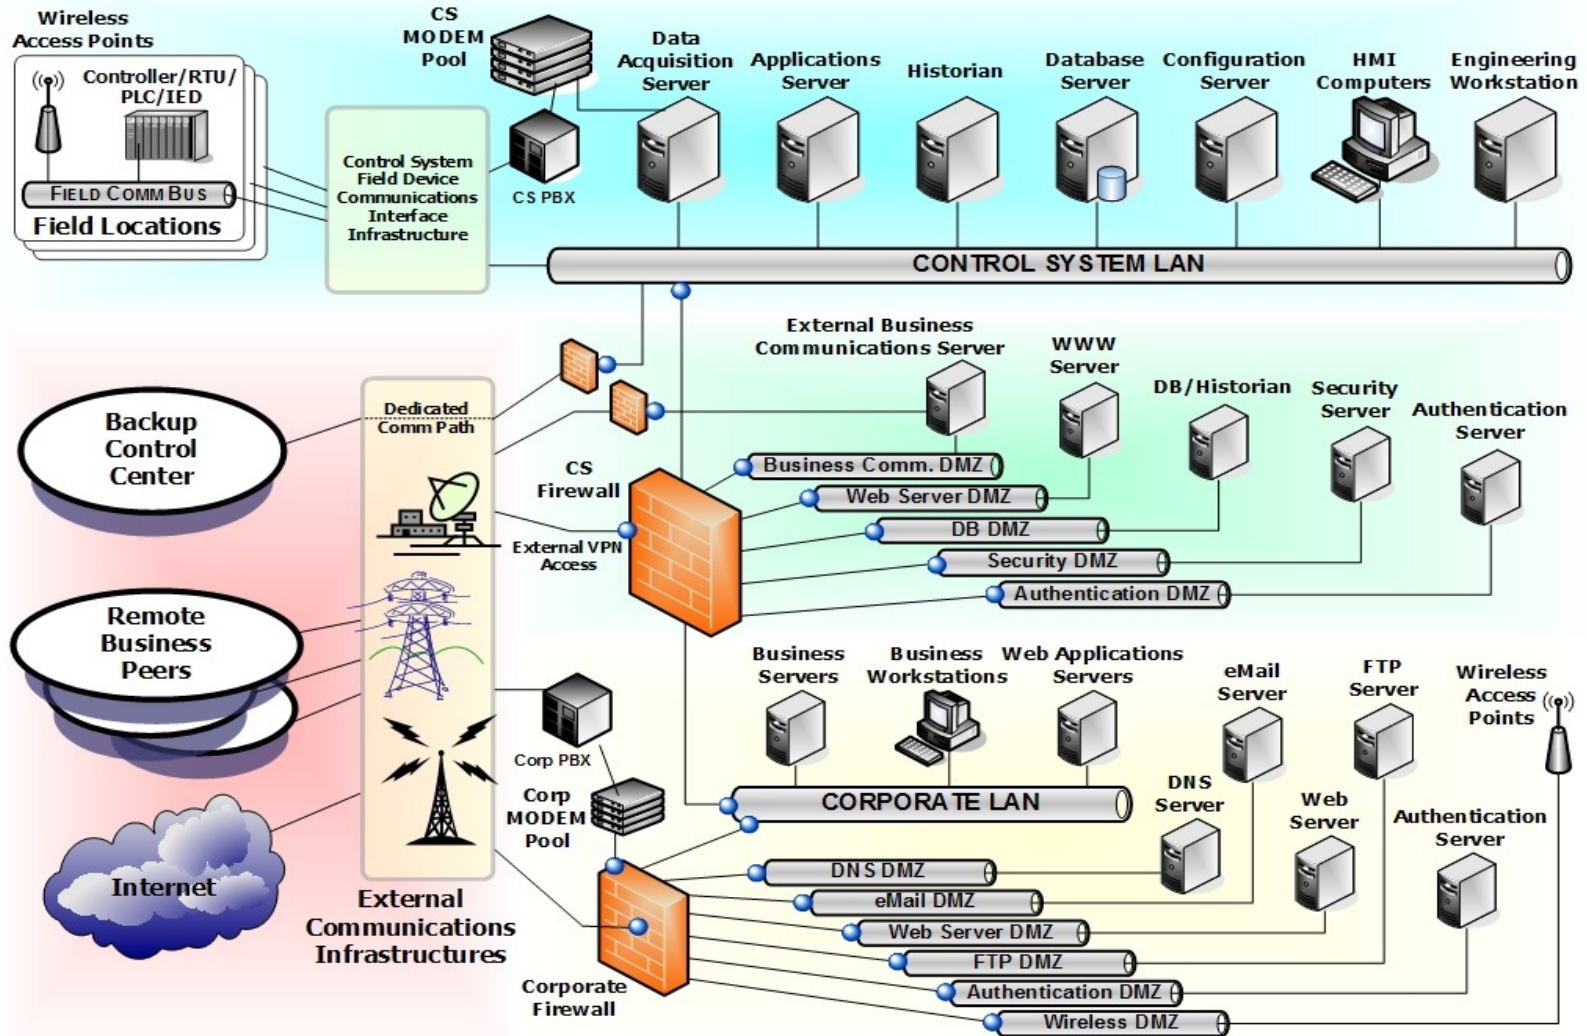 Wireless
Access Points
Controller/RTU/
PLC/IED
FIELD COMM BUS
Field Locations
Control System
Field Device
Communications
Interface
Infrastructure
CS
MODEM
Pool
CS PBX
Data
Acquisition
Server
Applications
Server
Historian
Database
Server
Configuration
Server
HMI
Computers
Engineering
Workstation
CONTROL SYSTEM LAN
External Business
Communications Server
WWW
Server
DB/Historian
Security
Server
Authentication
Server
Backup
Control
Center
Dedicated
Comm Path
CS
Firewall
External VPN
Access
Business Comm. DMZ
Web Server DMZ
DB DMZ
Security DMZ
Authentication DMZ
Remote
Business
Peers
Internet
External
Communications
Infrastructures
Corp PBX
Corp
MODEM
Pool
Business
Servers
Business
Workstations
Web Applications
Servers
eMail
Server
FTP
Server
Wireless
Access
Points
CORPORATE LAN
DNS
Server
Web
Server
Authentication
Server
DNS DMZ
eMail DMZ
Web Server DMZ
FTP DMZ
Authentication DMZ
Wireless DMZ
Corporate
Firewall